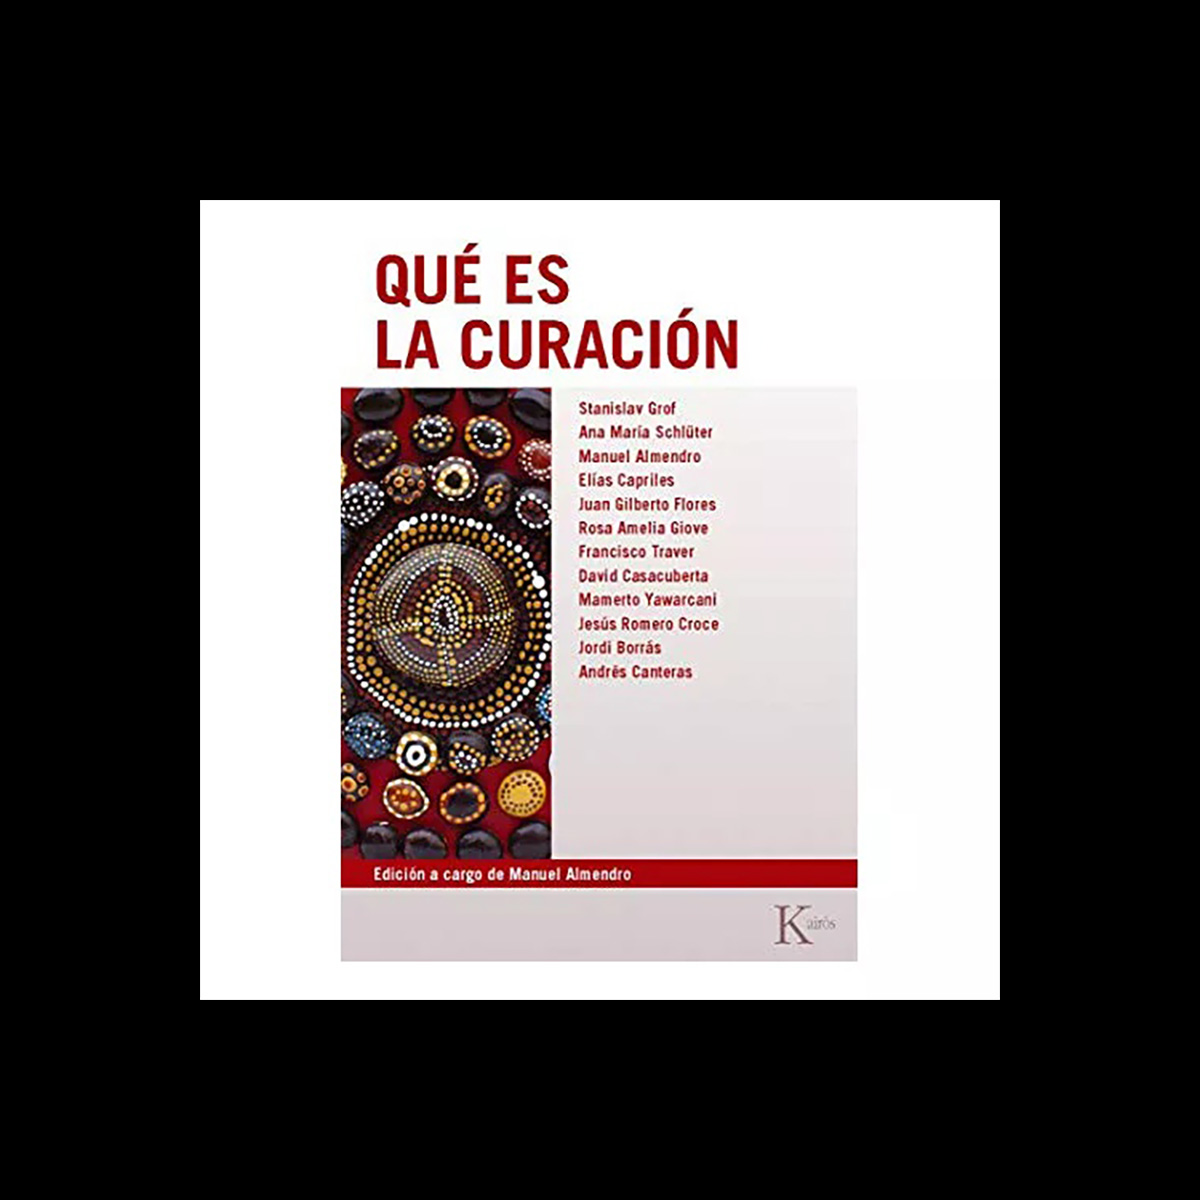 QUÉ ES
LA CURACIÓN
Stanislav Grof
Ana María Schlüter
Manuel Almendro
Elías Capriles
Juan Gilberto Flores
Rosa Amelia Giove
Francisco Traver
David Casacuberta
Mamerto Yawarcani
Jesús Romero Croce
Jordi Borrás
Andrés Canteras
Edición a cargo de Manuel Almendro
Kairós